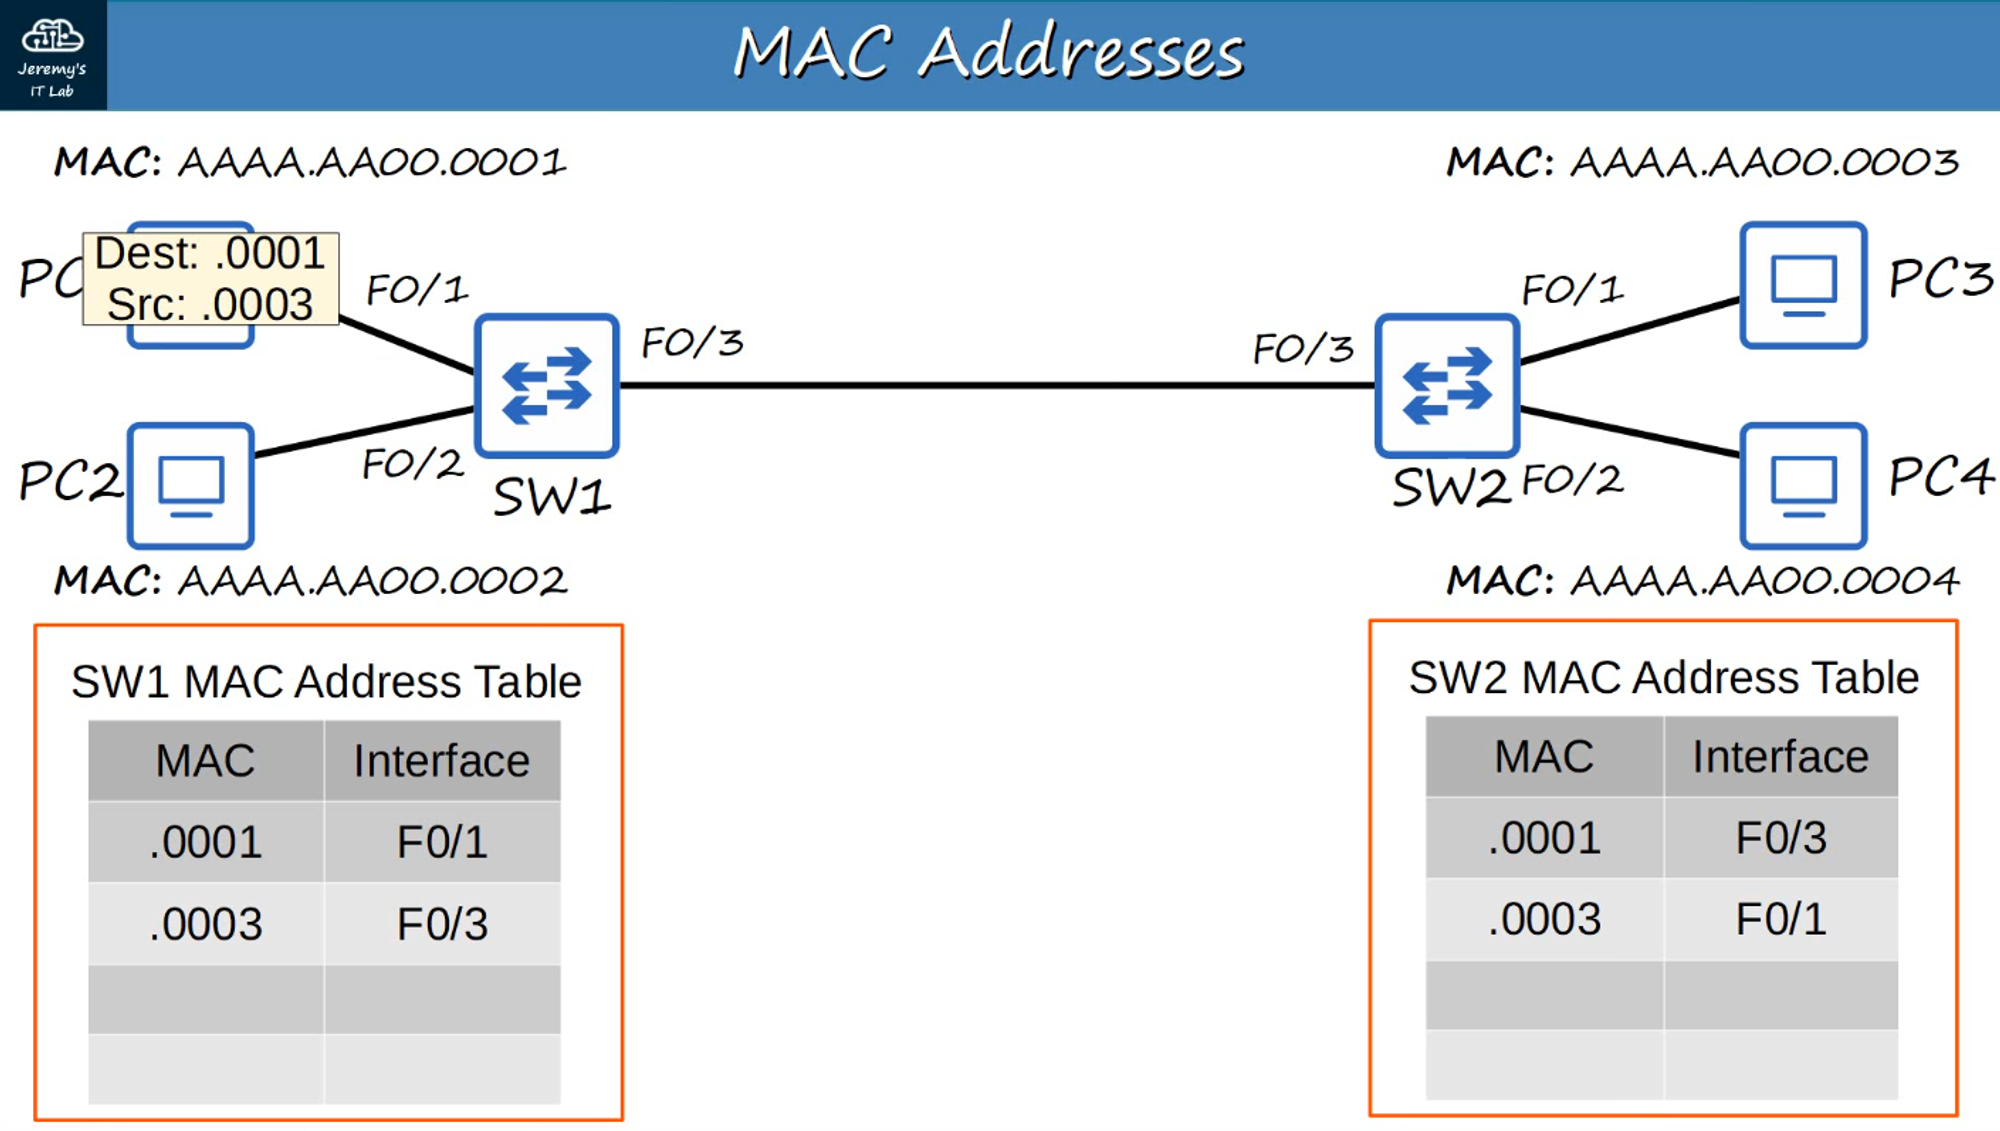 Jeremy's
IT Lab
MAC Addresses
MAC: AAAA.AA00.0001
MAC: AAAA.AA00.0003
PC
Dest: .0001
Src: .0003
F0/1
F0/3
F0/3
F0/1
PC3
PC2
F0/2
SW1
SW2
F0/2
PC4
MAC: AAAA.AA00.0002
MAC: AAAA.AA00.0004
SW1 MAC Address Table
MAC Interface
.0001 F0/1
.0003 F0/3
SW2 MAC Address Table
MAC Interface
.0001 F0/3
.0003 F0/1